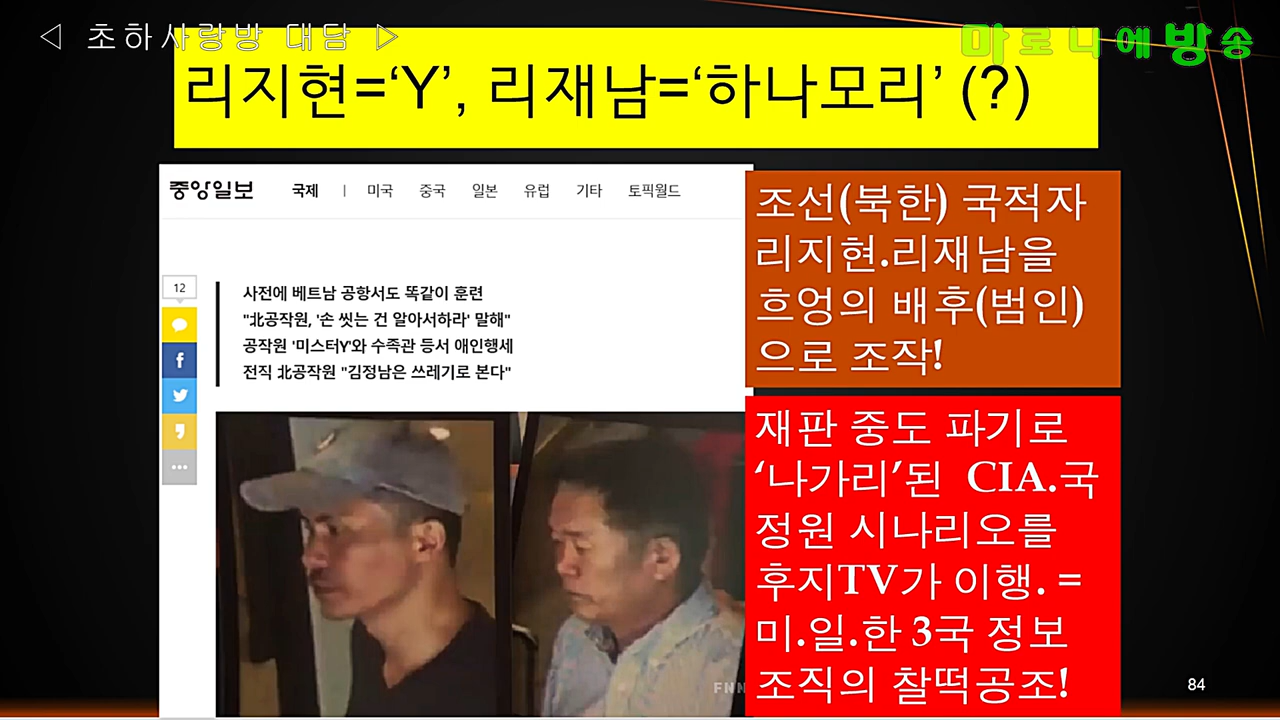 ◁ 초하사랑방 대담 ▷
마로니에방송
리지현=‘Y’, 리재남=‘하나모리’ (?)
중앙일보 국제 | 미국 중국 일본 유럽 기타 토픽월드
12
사전에 베트남 공항서도 똑같이 훈련
"北공작원, '손 씻는 건 알아서하라' 말해"
공작원 '미스터Y'와 수족관 등서 애인행세
전직 北공작원 "김정남은 쓰레기로 본다"
조선(북한) 국적자
리지현.리재남을
흐엉의 배후(범인)
으로 조작!
재판 중도 파기로
‘나가리’된 CIA.국
정원 시나리오를
후지TV가 이행. =
미.일.한 3국 정보
조직의 찰떡공조!
FNN
84